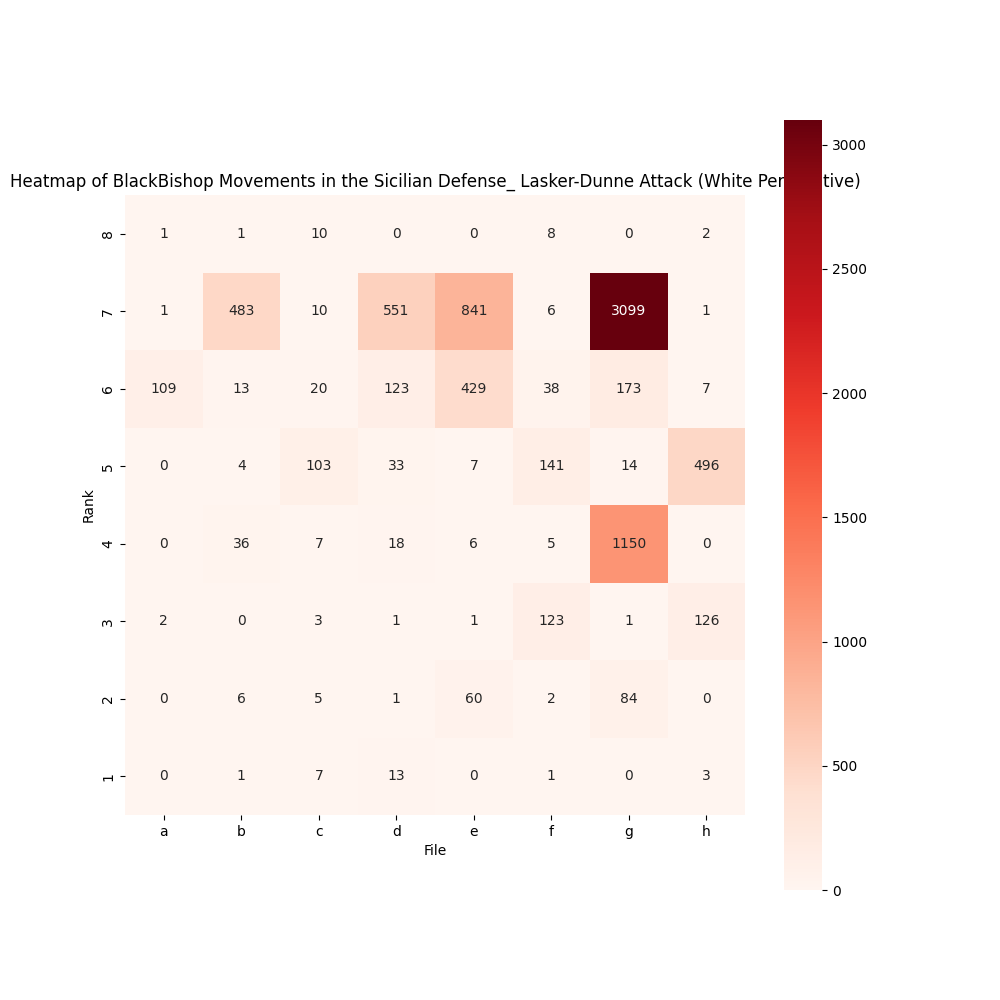 Heatmap of BlackBishop Movements in the Sicilian Defense_ Lasker-Dunne Attack (White Per tive)
8 1 1 10 0 0 8 0 2
7 1 483 10 551 841 6 3099 1
6 109 13 20 123 429 38 173 7
5 0 4 103 33 7 141 14 496
4 0 36 7 18 6 5 1150 0
3 2 0 3 1 1 123 1 126
2 0 6 5 1 60 2 84 0
1 0 1 7 13 0 1 0 3
a b c d e f g h
File
Rank
3000
2500
2000
1500
1000
500
0